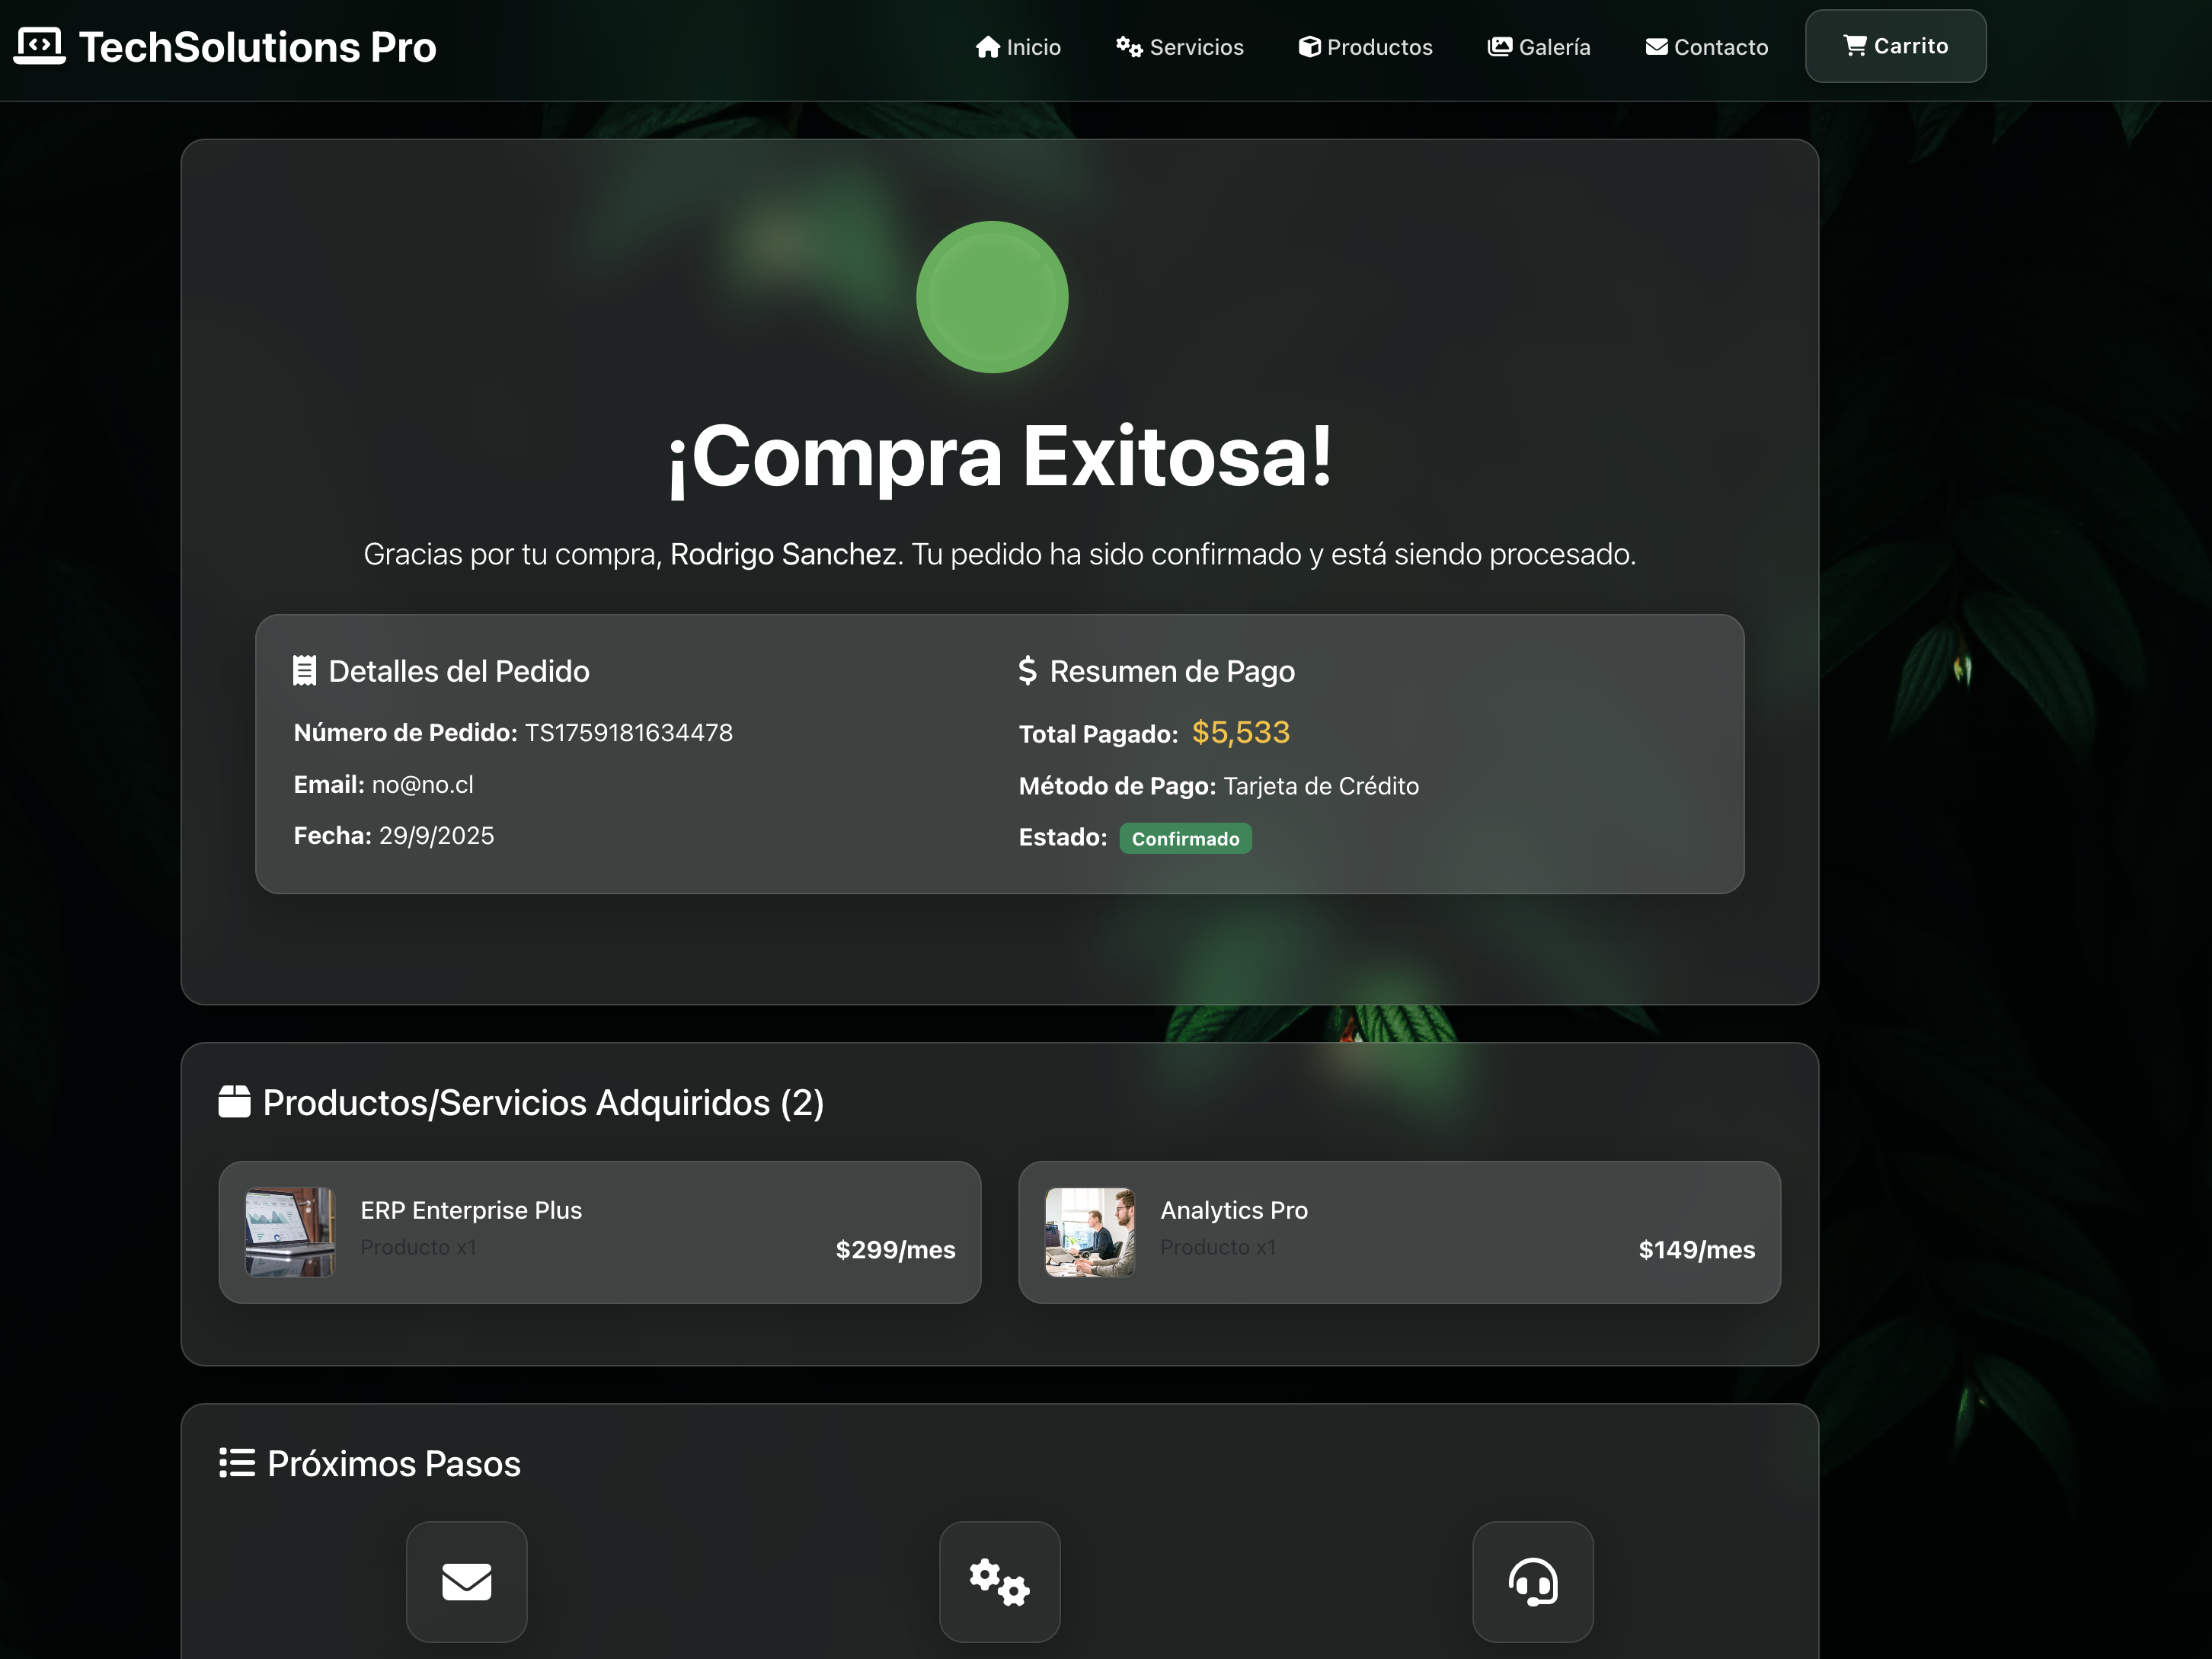 TechSolutions Pro
Inicio
Servicios
Productos
Galería
Contacto
Carrito
¡Compra Exitosa!
Gracias por tu compra, Rodrigo Sanchez. Tu pedido ha sido confirmado y está siendo procesado.
Detalles del Pedido
Número de Pedido: TS1759181634478
Email: no@no.cl
Fecha: 29/9/2025
Resumen de Pago
Total Pagado: $5,533
Método de Pago: Tarjeta de Crédito
Estado: Confirmado
Productos/Servicios Adquiridos (2)
ERP Enterprise Plus
Producto x1
$299/mes
Analytics Pro
Producto x1
$149/mes
Próximos Pasos